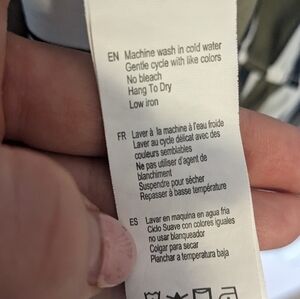 EN Machine wash in cold water
Gentle cycle with like colors
No bleach
Hang To Dry
Low iron
FR Laver à la machine à l'eau froide
Laver au cycle délicat avec des
couleurs semblables
Ne pas utiliser d'agent de
blanchiment
Suspendre pour sécher
Repasser à basse température
ES Lavar en maquina en agua fria
Ciclo Suave con colores iguales
no usar blanqueador
Colgar para secar
Planchar a temperatura baja